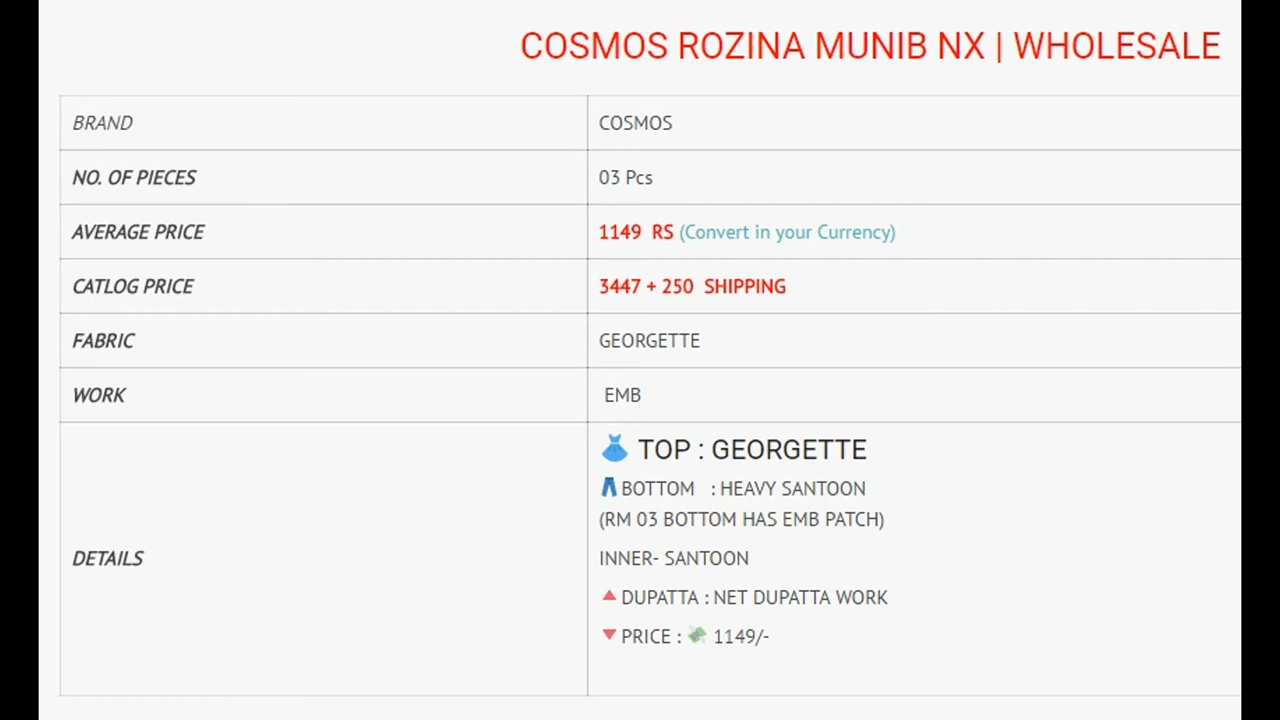 COSMOS ROZINA MUNIB NX | WHOLESALE
BRAND COSMOS
NO. OF PIECES 03 Pcs
AVERAGE PRICE 1149 RS (Convert in your Currency)
CATLOG PRICE 3447 + 250 SHIPPING
FABRIC GEORGETTE
WORK EMB
DETAILS
👗 TOP : GEORGETTE
👖BOTTOM : HEAVY SANTOON
(RM 03 BOTTOM HAS EMB PATCH)
INNER- SANTOON
🔺DUPATTA : NET DUPATTA WORK
🔻PRICE : 💸 1149/-